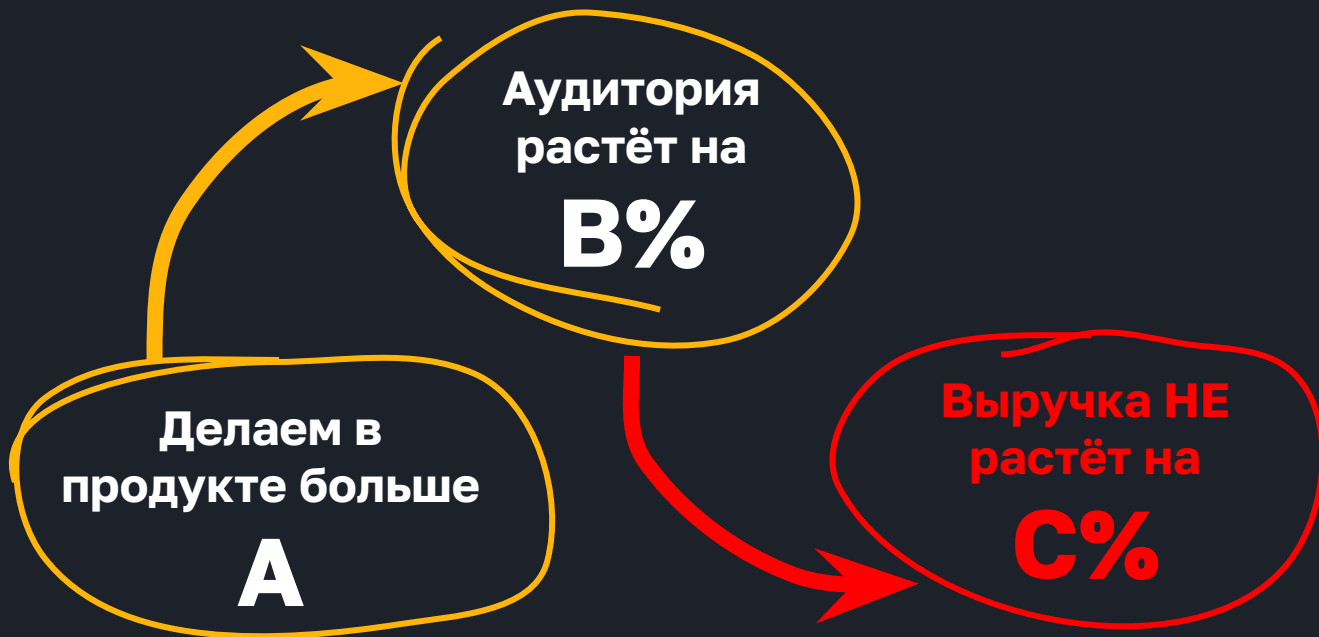 Аудитория
растёт на
B%
Делаем в
продукте больше
A
Выручка НЕ
растёт на
C%